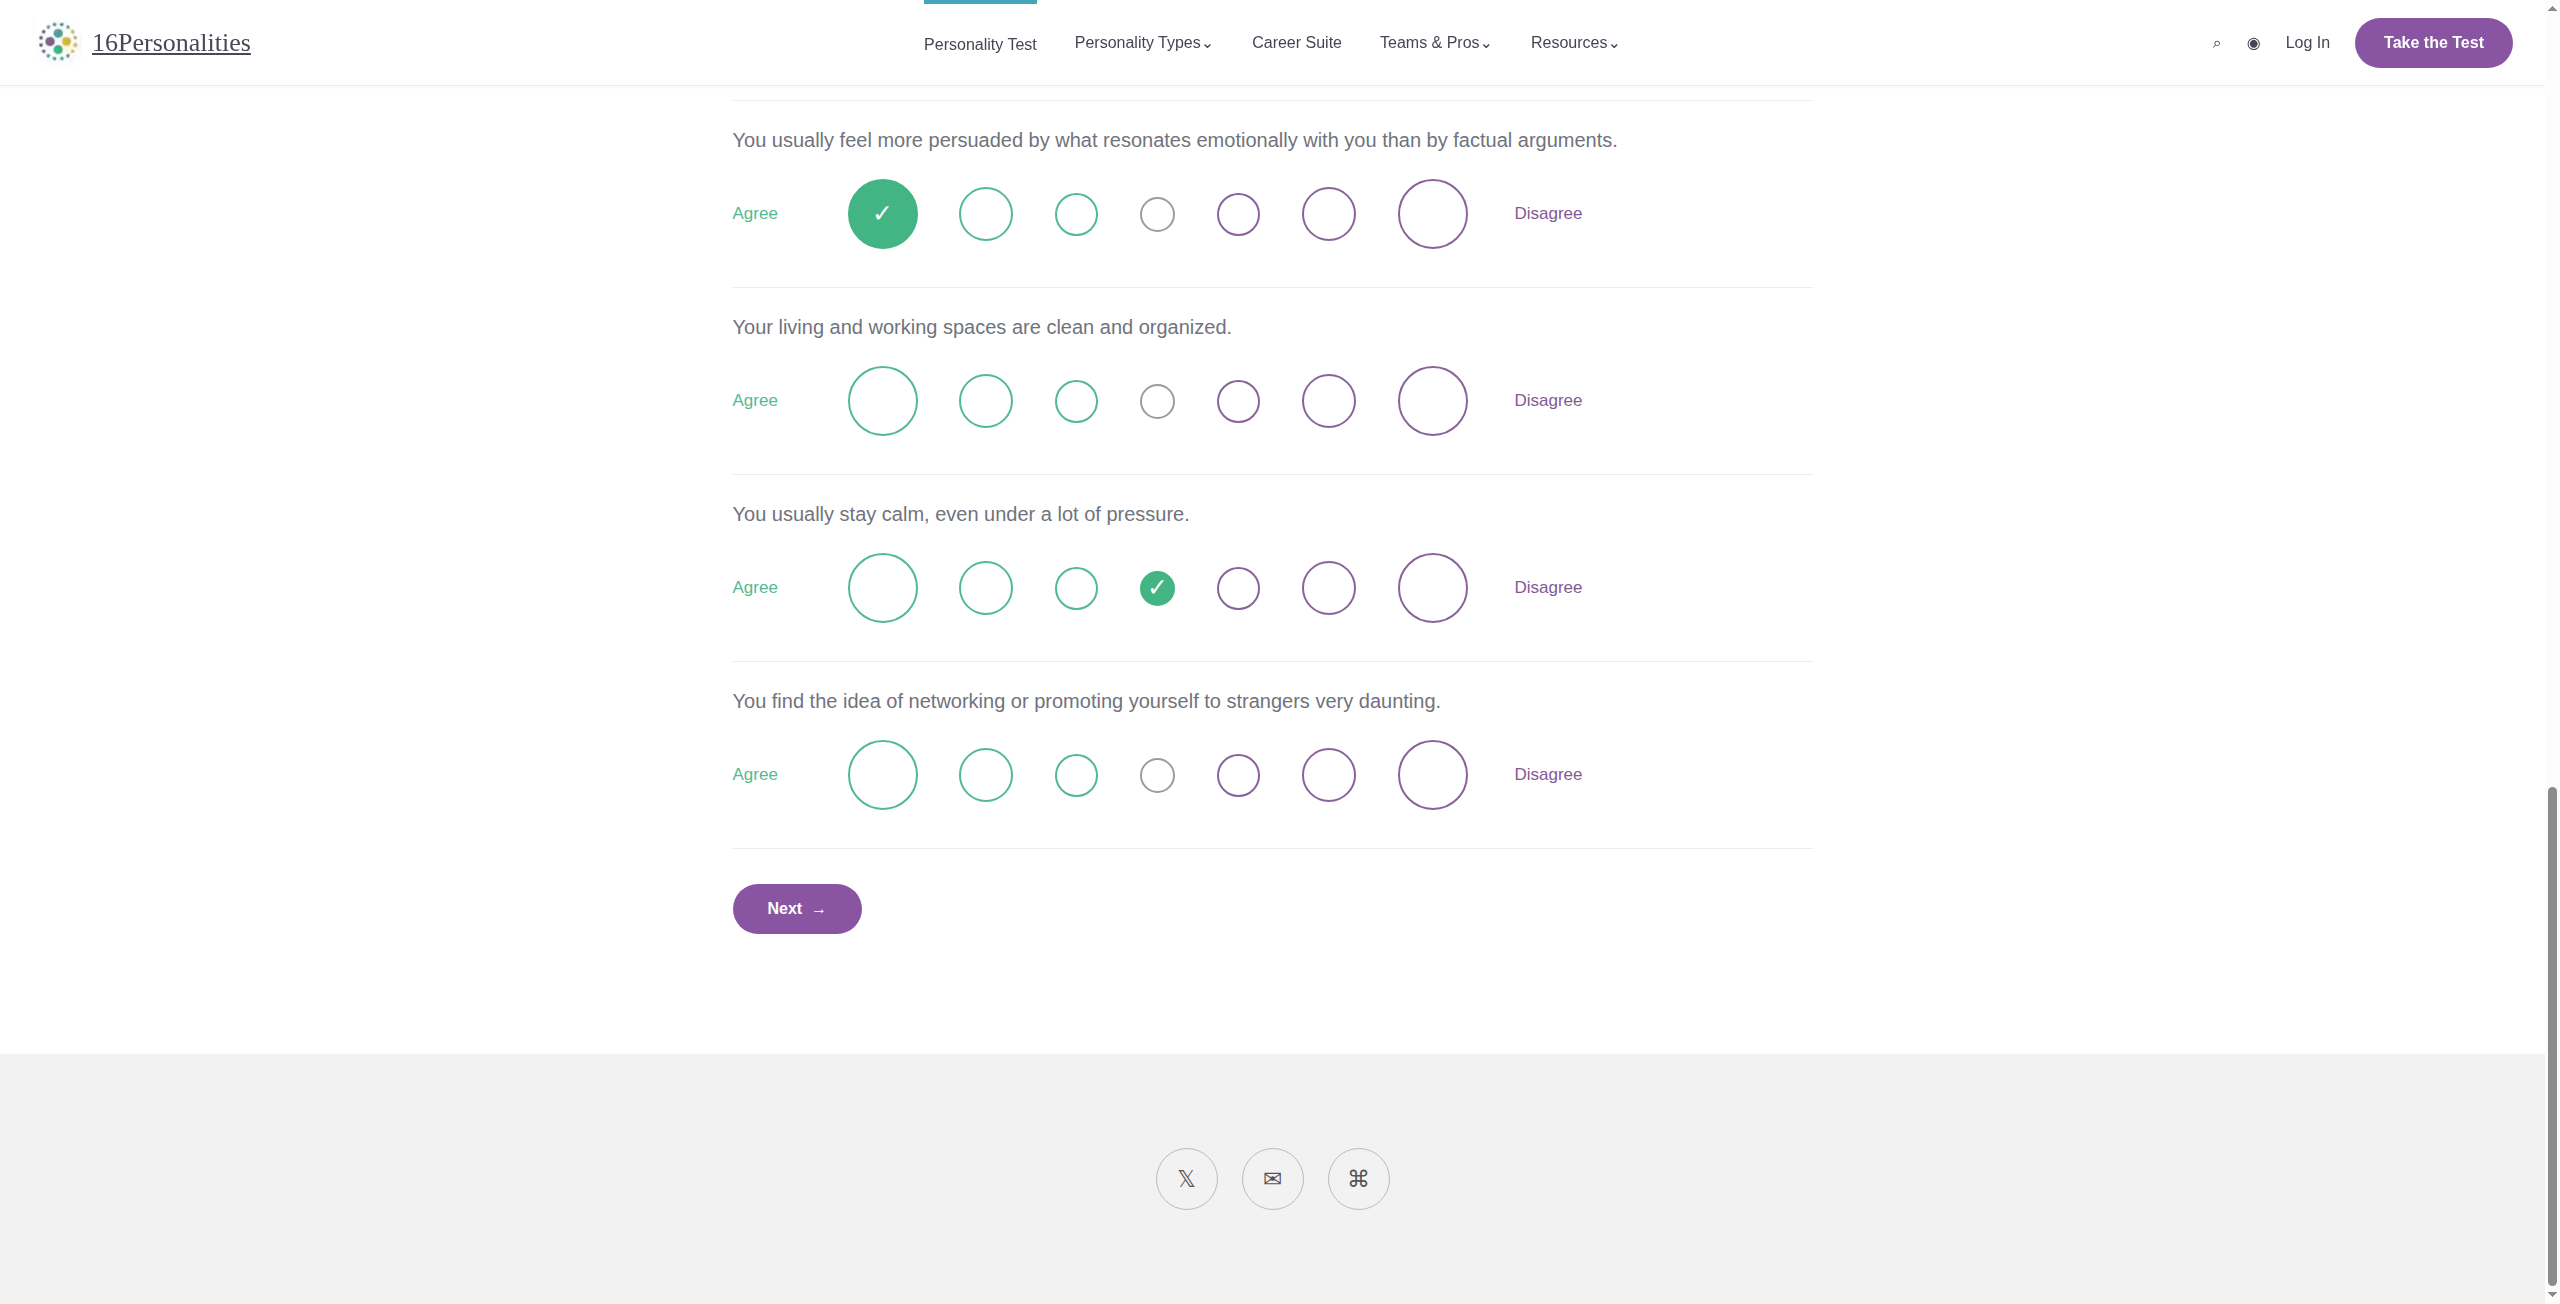 16Personalities
Personality Test
Personality Types
Career Suite
Teams & Pros
Resources
Log In
Take the Test
You usually feel more persuaded by what resonates emotionally with you than by factual arguments.
Agree
Disagree
Your living and working spaces are clean and organized.
Agree
Disagree
You usually stay calm, even under a lot of pressure.
Agree
Disagree
You find the idea of networking or promoting yourself to strangers very daunting.
Agree
Disagree
Next →
𝕏